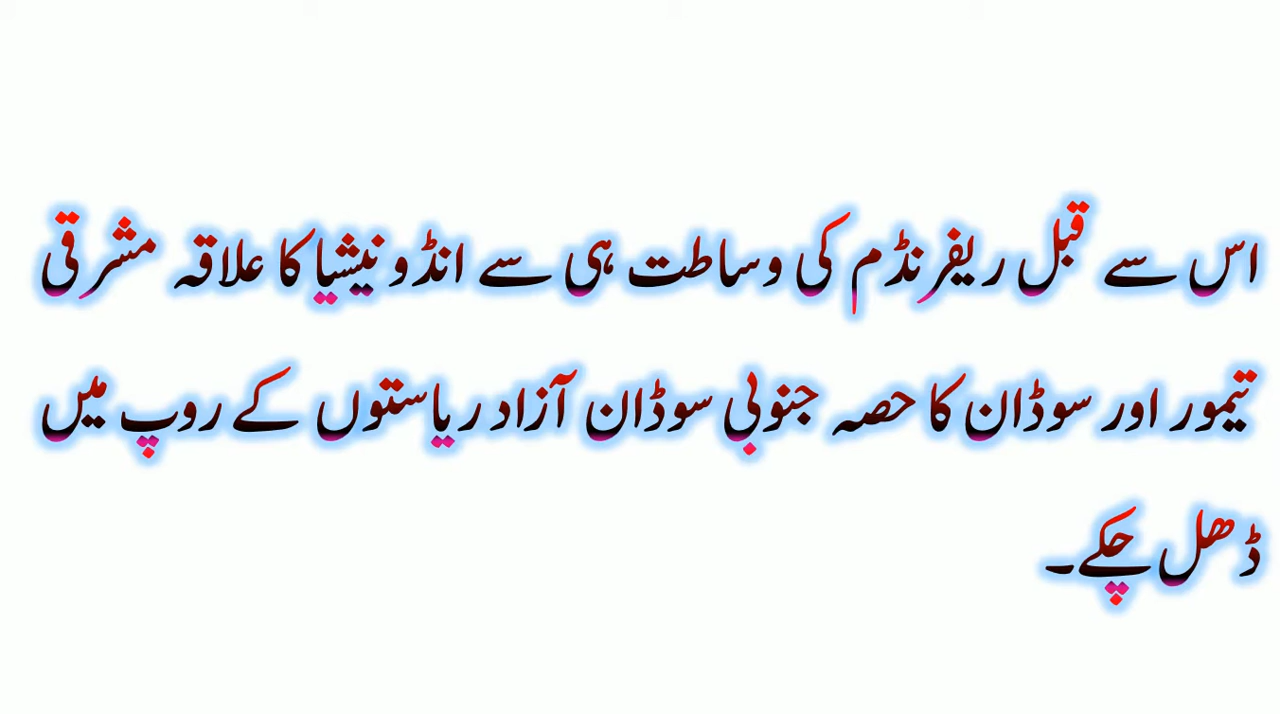 اس سے قبل ریفرنڈم کی وساطت ہی سے انڈونیشیا کا علاقہ مشرقی
تیمور اور سوڈان کا حصہ جنوبی سوڈان آزاد ریاستوں کے روپ میں
ڈھل چکے۔